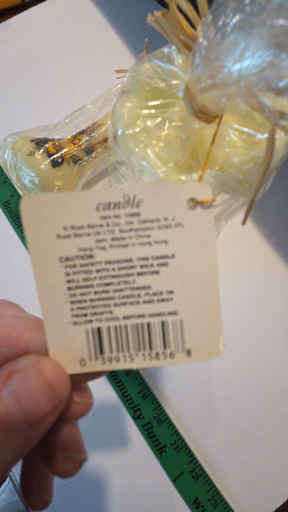 candle
Item No. 15856
© Russ Berrie & Co., Inc. Oakland, N. J.
Russ Berrie UK LTD. Southampton
Item: Made in China
Hang Tag: Printed in Hong Kong
CAUTION:
* FOR SAFETY REASONS, THIS CANDLE
IS FITTED WITH A SHORT WICK AND
WILL SELF EXTINGUISH BEFORE
BURNING COMPLETELY.
* DO NOT BURN UNATTENDED.
* WHEN BURNING CANDLE, PLACE ON
A PROTECTED SURFACE AND AWAY
FROM DRAFTS.
* ALLOW TO COOL BEFORE HANDLING.
0 39915 15856 8
ommunity Bank